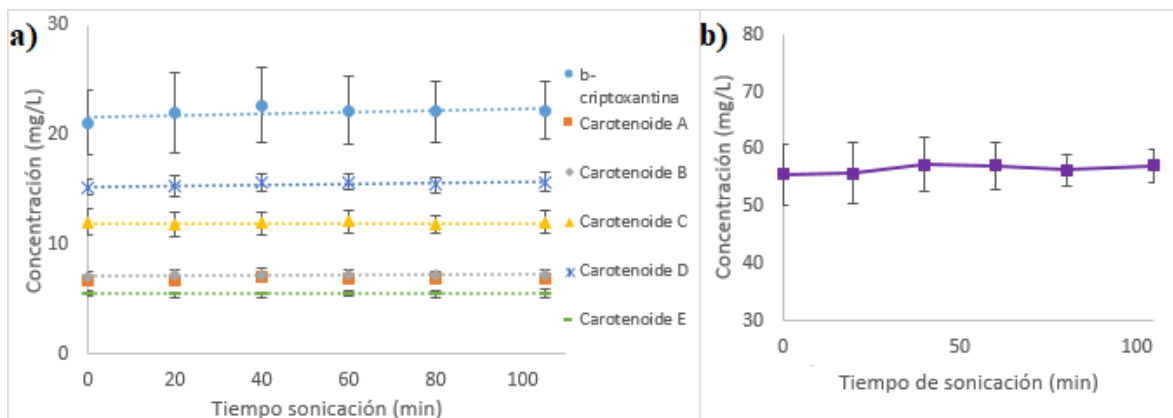 a)
Concentración (mg/L)
30
20
10
0
0 20 40 60 80 100
Tiempo sonicación (min)
b-
criptoxantina
Carotenoide A
Carotenoide B
Carotenoide C
Carotenoide D
Carotenoide E
b)
Concentración (mg/L)
80
70
60
50
40
30
0 50 100
Tiempo de sonicación (min)